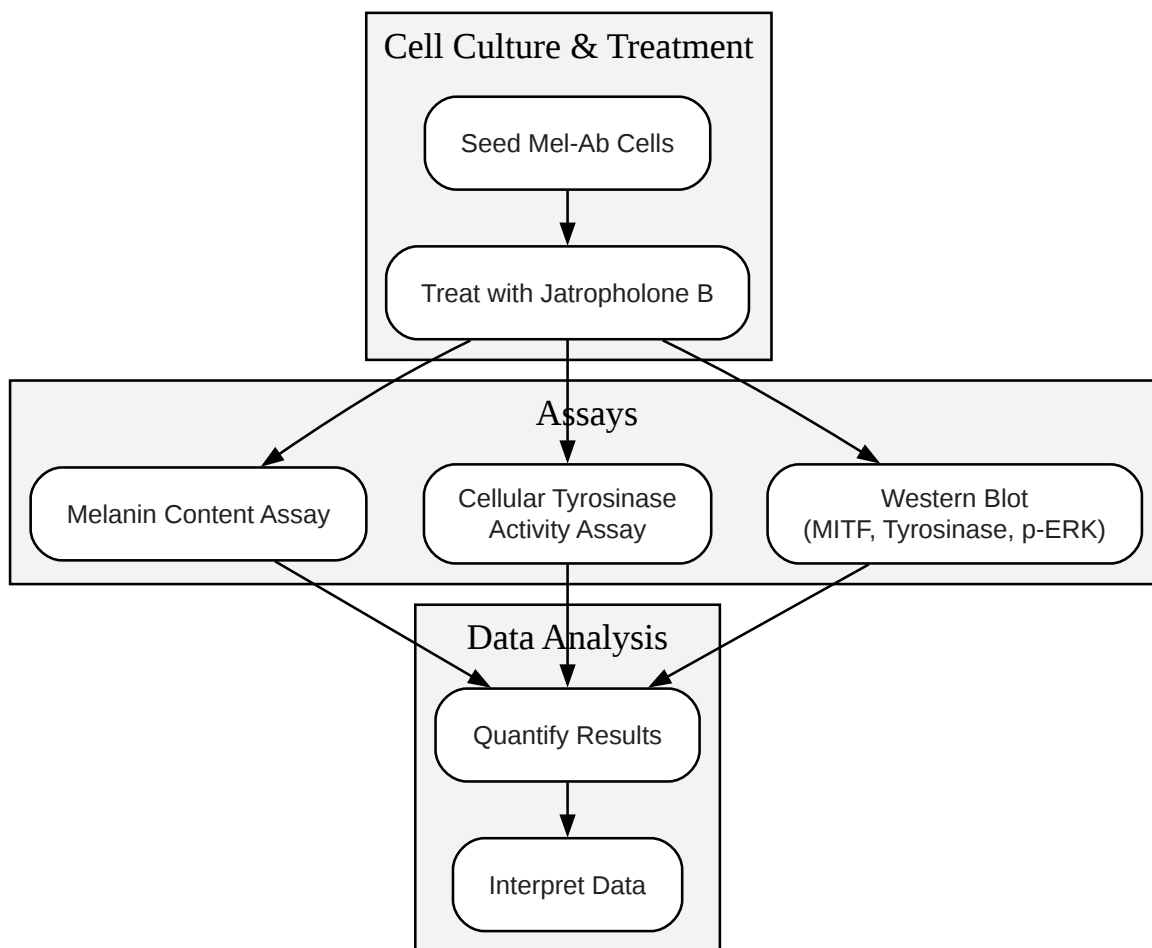 Cell Culture & Treatment
Seed Mel-Ab Cells
Treat with Jatropholone B
Assays
Melanin Content Assay
Cellular Tyrosinase
Activity Assay
Western Blot
(MITF, Tyrosinase, p-ERK)
Data Analysis
Quantify Results
Interpret Data